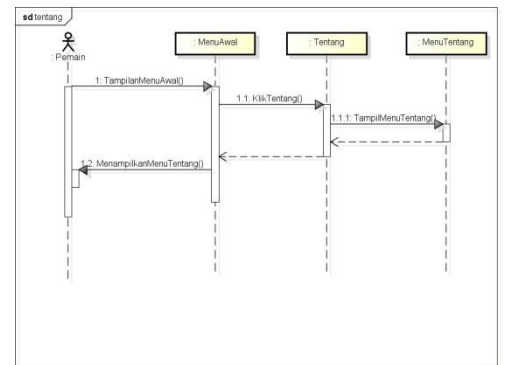 sd tentang
: Pemain
: MenuAwal
: Tentang
: MenuTentang
1: TampilanMenuAwal()
1.1: KlikTentang()
1.1.1: TampilMenuTentang()
1.2: MenampilkanMenuTentang()